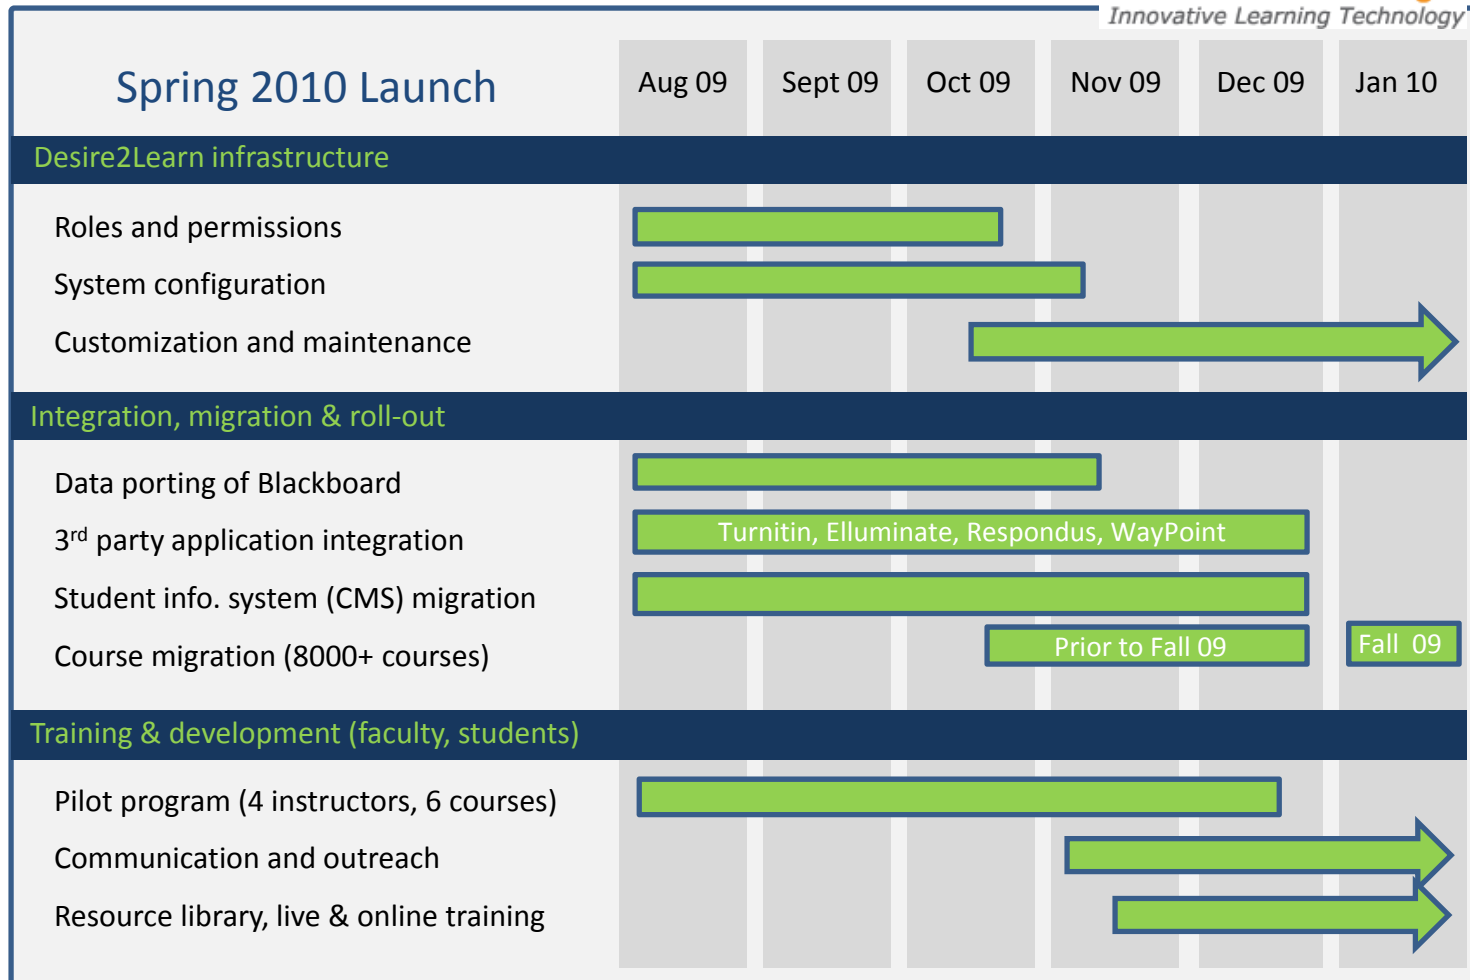 Innovative Learning Technology
Spring 2010 Launch
Aug 09
Sept 09
Oct 09
Nov 09
Dec 09
Jan 10
Desire2Learn infrastructure
Roles and permissions
System configuration
Customization and maintenance
Integration, migration & roll-out
Data porting of Blackboard
3rd party application integration
Turnitin, Elluminate, Respondus, WayPoint
Student info. system (CMS) migration
Course migration (8000+ courses)
Prior to Fall 09
Fall 09
Training & development (faculty, students)
Pilot program (4 instructors, 6 courses)
Communication and outreach
Resource library, live & online training